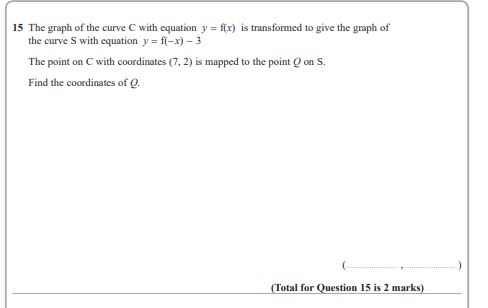 15 The graph of the curve C with equation y = f(x) is transformed to give the graph of
the curve S with equation y = f(−x) − 3
The point on C with coordinates (7, 2) is mapped to the point Q on S.
Find the coordinates of Q.
(.............................. , ..............................)
(Total for Question 15 is 2 marks)